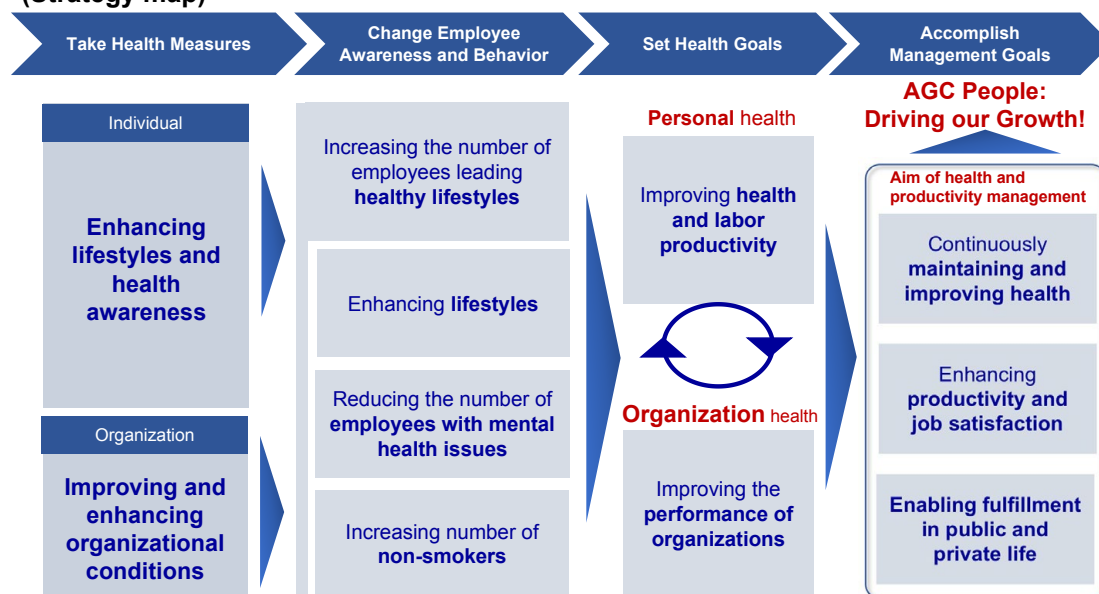 (Strategy map)
Take Health Measures
Change Employee
Awareness and Behavior
Set Health Goals
Accomplish
Management Goals
Individual
Enhancing
lifestyles and
health
awareness
Organization
Improving and
enhancing
organizational
conditions
Increasing the number of
employees leading
healthy lifestyles
Enhancing lifestyles
Reducing the number of
employees with mental
health issues
Increasing number of
non-smokers
Personal health
Improving health
and labor
productivity
Organization health
Improving the
performance of
organizations
AGC People:
Driving our Growth!
Aim of health and
productivity management
Continuously
maintaining and
improving health
Enhancing
productivity and
job satisfaction
Enabling fulfillment
in public and
private life